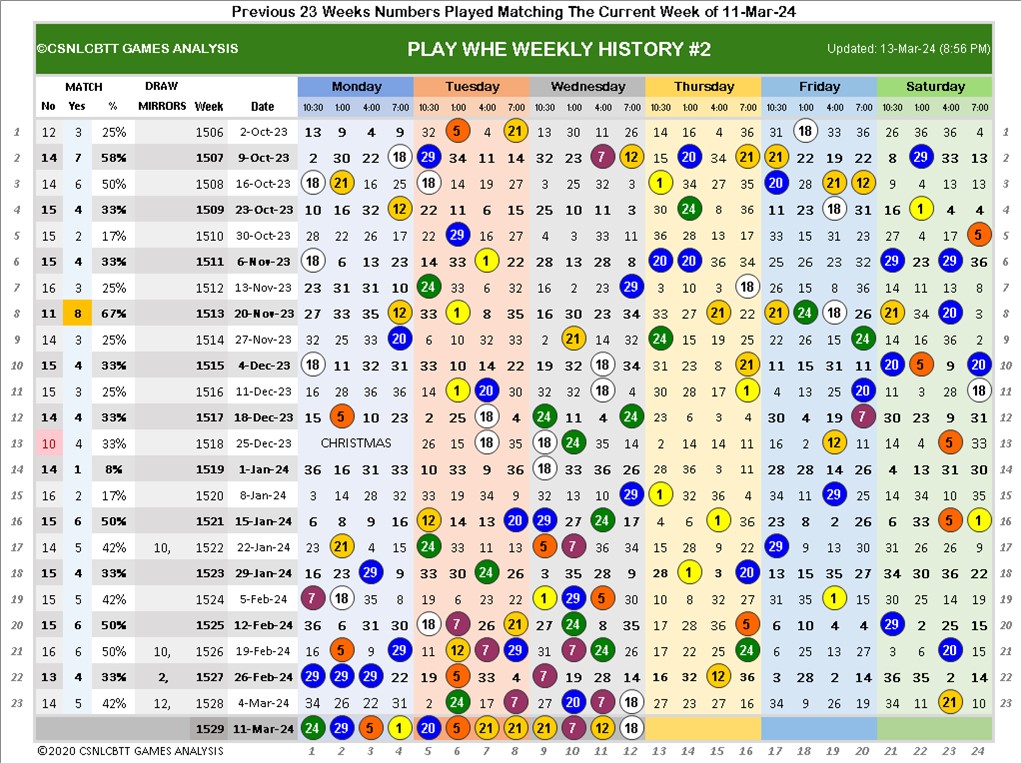 Previous 23 Weeks Numbers Played Matching The Current Week of 11-Mar-24
©CSNLCBTT GAMES ANALYSIS PLAY WHE WEEKLY HISTORY #2 Updated: 13-Mar-24 (8:56 PM)
MATCH DRAW Monday Tuesday Wednesday Thursday Friday Saturday
No Yes % MIRRORS Week Date 10:30 1:00 4:00 7:00 10:30 1:00 4:00 7:00 10:30 1:00 4:00 7:00 10:30 1:00 4:00 7:00 10:30 1:00 4:00 7:00 10:30 1:00 4:00 7:00
1 12 3 25% 1506 2-Oct-23 13 9 4 9 32 5 4 21 13 30 11 26 14 16 4 36 31 18 33 36 26 36 36 4 1
2 14 7 58% 1507 9-Oct-23 2 30 22 18 29 34 11 14 32 23 7 12 15 20 34 21 21 22 19 22 8 29 33 13 2
3 14 6 50% 1508 16-Oct-23 18 21 16 25 18 14 19 27 3 25 32 3 1 34 27 35 20 28 21 12 9 4 13 13 3
4 15 4 33% 1509 23-Oct-23 10 16 32 12 22 11 6 15 25 10 11 3 30 24 8 36 11 23 18 31 16 1 4 4 4
5 15 2 17% 1510 30-Oct-23 28 22 26 17 22 29 16 27 4 3 33 11 36 28 13 17 33 15 31 23 27 4 17 5 5
6 15 4 33% 1511 6-Nov-23 18 6 13 23 14 33 1 22 28 13 28 8 20 20 14 36 25 26 23 32 29 23 29 36 6
7 16 3 25% 1512 13-Nov-23 23 31 31 10 24 33 6 32 16 2 23 29 3 10 3 18 26 15 8 36 14 11 13 8 7
8 11 8 67% 1513 20-Nov-23 27 33 35 12 33 1 8 35 16 30 23 34 33 27 21 22 21 24 18 26 21 34 20 3 8
9 14 3 25% 1514 27-Nov-23 32 25 33 20 6 10 32 33 2 21 14 32 24 15 19 25 22 26 15 24 14 16 36 2 9
10 15 4 33% 1515 4-Dec-23 18 11 32 31 33 10 14 22 19 31 18 34 31 23 8 21 11 15 31 11 20 5 9 20 10
11 15 3 25% 1516 11-Dec-23 16 28 36 36 14 1 20 31 33 11 18 4 31 30 28 1 4 13 25 20 11 31 11 18 11
12 14 4 33% 1517 18-Dec-23 15 5 10 23 2 25 18 4 24 11 4 24 23 6 3 4 30 4 19 7 30 23 9 31 12
13 10 4 33% 1518 25-Dec-23 CHRISTMAS 26 15 18 35 18 24 35 14 2 14 14 11 16 2 12 11 14 4 5 33 13
14 14 1 8% 1519 1-Jan-24 36 16 31 33 10 33 9 36 18 33 36 26 28 36 3 11 28 28 14 26 4 13 31 30 14
15 16 2 17% 1520 8-Jan-24 3 14 28 32 33 19 34 9 32 13 10 29 1 32 36 4 34 11 29 25 14 34 10 35 15
16 15 6 50% 1521 15-Jan-24 6 8 9 16 12 14 13 20 29 27 24 17 4 6 1 36 23 8 2 26 6 33 5 1 16
17 14 5 42% 10, 1522 22-Jan-24 23 21 4 15 24 33 11 13 5 7 36 34 15 28 9 22 29 9 13 30 31 26 26 9 17
18 15 4 33% 1523 29-Jan-24 16 23 29 9 33 30 24 26 3 35 28 9 28 1 3 20 13 15 35 27 34 30 36 22 18
19 15 5 42% 1524 5-Feb-24 7 18 35 8 19 6 23 22 1 29 5 30 10 8 32 27 31 35 1 15 30 25 14 19 19
20 15 6 50% 1525 12-Feb-24 36 6 31 30 18 7 26 21 27 24 8 35 17 28 36 5 6 10 4 4 29 2 25 15 20
21 16 6 50% 10, 1526 19-Feb-24 16 5 9 29 11 12 7 29 31 7 24 26 17 22 25 24 25 13 31 27 3 6 20 15 21
22 13 4 33% 2, 1527 26-Feb-24 29 29 29 22 19 5 33 4 7 19 28 14 16 32 12 36 3 28 2 14 36 35 2 14 22
23 14 5 42% 12, 1528 4-Mar-24 34 26 22 31 2 24 17 7 27 20 7 18 27 23 27 16 34 9 26 19 34 11 21 10 23
1529 11-Mar-24 24 29 5 1 20 5 21 21 21 7 12 18
©2020 CSNLCBTT GAMES ANALYSIS 1 2 3 4 5 6 7 8 9 10 11 12 13 14 15 16 17 18 19 20 21 22 23 24